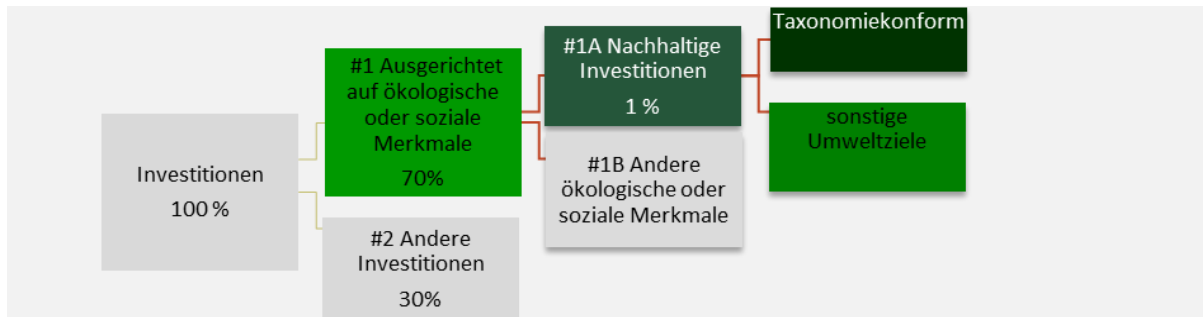 Investitionen
100 %
#1 Ausgerichtet
auf ökologische
oder soziale
Merkmale
70%
#2 Andere
Investitionen
30%
#1A Nachhaltige
Investitionen
1 %
#1B Andere
ökologische oder
soziale Merkmale
Taxonomiekonform
sonstige
Umweltziele